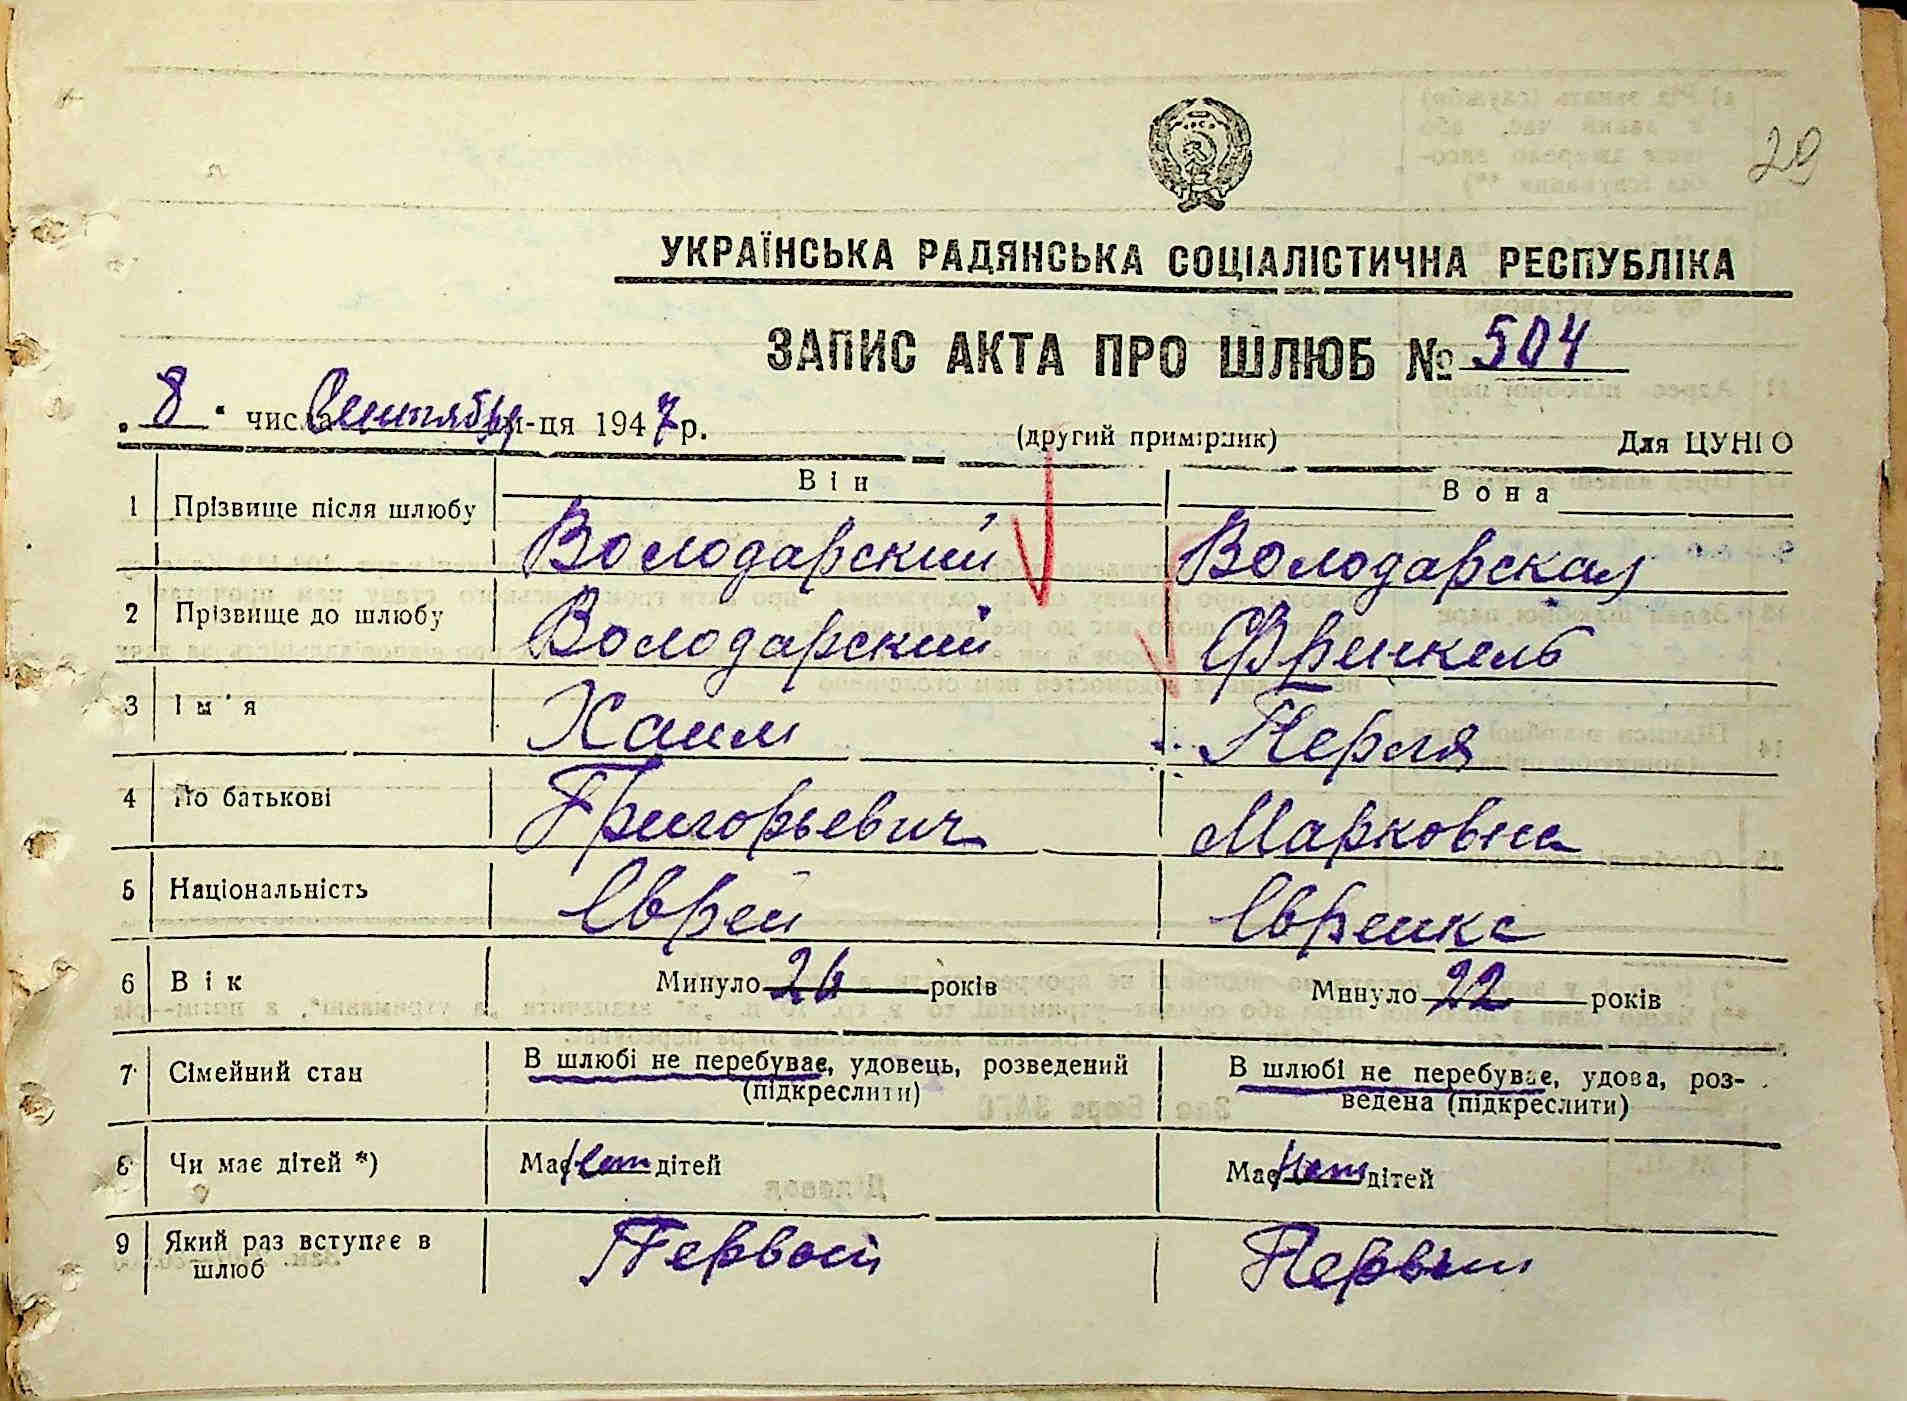 29
УКРАЇНСЬКА РАДЯНСЬКА СОЦІАЛІСТИЧНА РЕСПУБЛІКА
ЗАПИС АКТА ПРО ШЛЮБ № 504
„ 8 " числа Сентября м-ця 1947 р.
(другий примірник) Для ЦУНГО
Він Вона
1 Прізвище після шлюбу Володарский Володарская
2 Прізвище до шлюбу Володарский Френкель
3 Ім'я Хаим Перля
4 По батькові Григорьевич Марковна
5 Національність Еврей Еврейка
6 Вік Минуло 26 років Минуло 22 років
7 Сімейний стан В шлюбі не перебуває, удовець, розведений (підкреслити) В шлюбі не перебуває, удова, роз-
ведена (підкреслити)
8 Чи має дітей *) Має нет дітей Має нет дітей
9 Який раз вступає в Первой Первый
шлюб